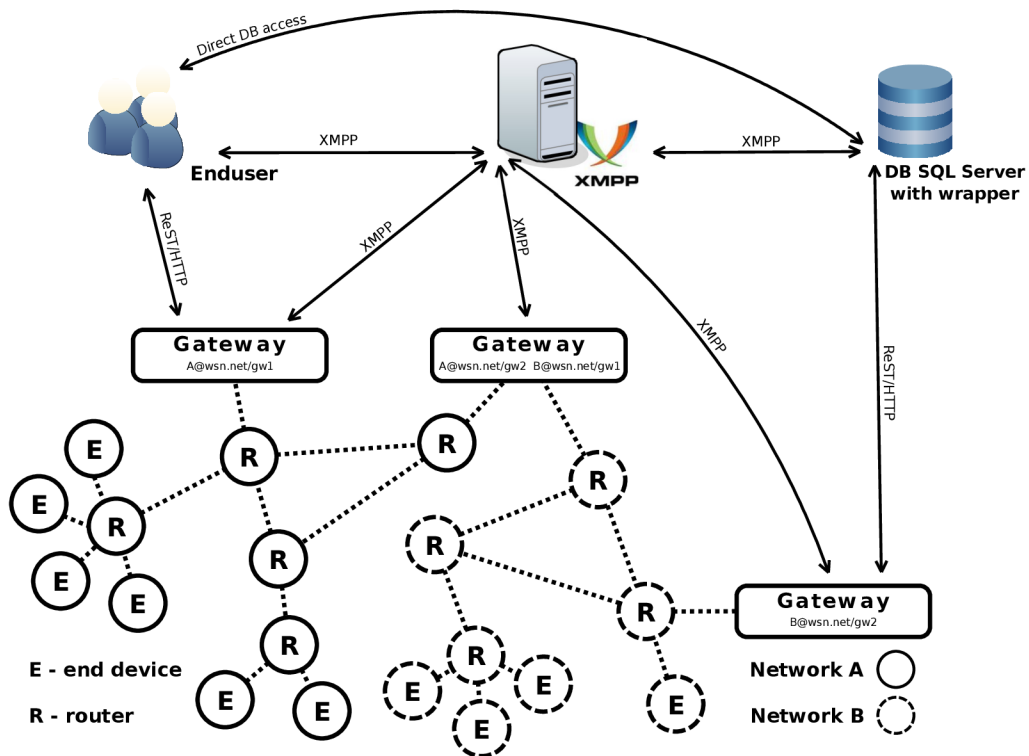 Direct DB access
XMPP
XMPP
Enduser
XMPP
DB SQL Server
with wrapper
ReST/HTTP
XMPP
XMPP
XMPP
ReST/HTTP
Gateway
A@wsn.net/gw1
Gateway
A@wsn.net/gw2 B@wsn.net/gw1
E
R
R
E
R
R
R
R
E
E
R
R
Gateway
B@wsn.net/gw2
R
R
E
E
E
E
E
E
E
E - end device
Network A
R - router
Network B